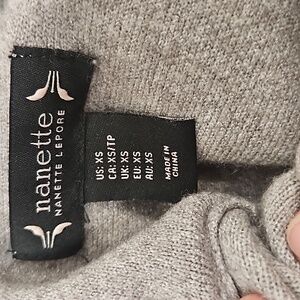 nanette
NANETTE LEPORE
US: XS
CA: XS/TP
UK: XS
EU: XS
AU: XS
MADE IN
CHINA